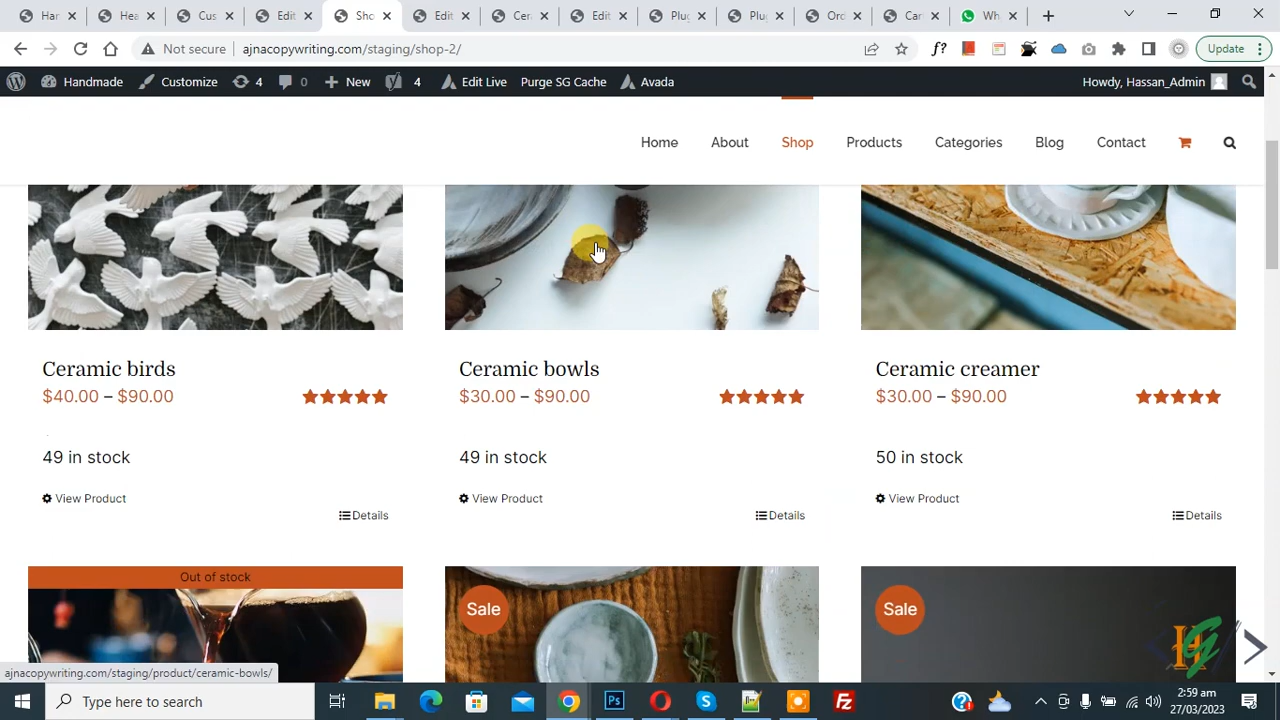 Har
Hea
Cus
Edit
Sho
Edit
Cer
Edit
Plug
Plug
Ord
Car
Wh
Not secure
ajnacopywriting.com/staging/shop-2/
f?
Update
Handmade
Customize
4
0
New
4
Edit Live
Purge SG Cache
Avada
Howdy, Hassan_Admin
Home
About
Shop
Products
Categories
Blog
Contact
Ceramic birds
$40.00 – $90.00
49 in stock
View Product
Details
Ceramic bowls
$30.00 – $90.00
49 in stock
View Product
Details
Ceramic creamer
$30.00 – $90.00
50 in stock
View Product
Details
Out of stock
Sale
Sale
HG
ajnacopywriting.com/staging/product/ceramic-bowls/
Type here to search
Ps
2:59 am
27/03/2023